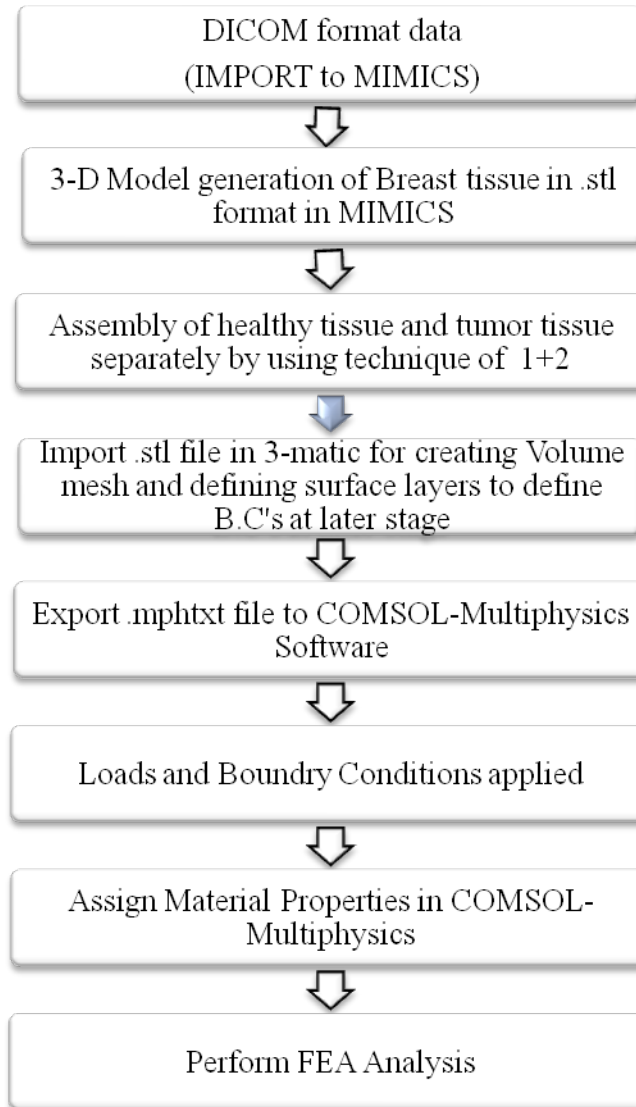 DICOM format data
(IMPORT to MIMICS)
3-D Model generation of Breast tissue in .stl
format in MIMICS
Assembly of healthy tissue and tumor tissue
separately by using technique of 1+2
Import .stl file in 3-matic for creating Volume
mesh and defining surface layers to define
B.C's at later stage
Export .mphtxt file to COMSOL-Multiphysics
Software
Loads and Boundry Conditions applied
Assign Material Properties in COMSOL-
Multiphysics
Perform FEA Analysis